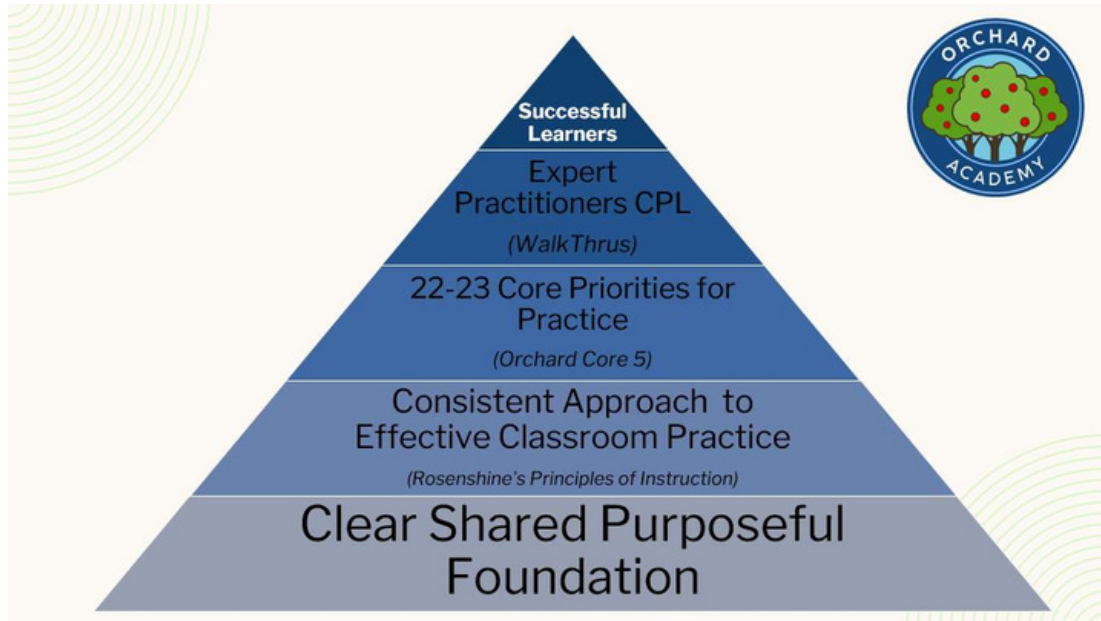 ORCHARD
ACADEMY
Successful
Learners
Expert
Practitioners CPL
(WalkThrus)
22-23 Core Priorities for
Practice
(Orchard Core 5)
Consistent Approach to
Effective Classroom Practice
(Rosenshine's Principles of Instruction)
Clear Shared Purposeful
Foundation